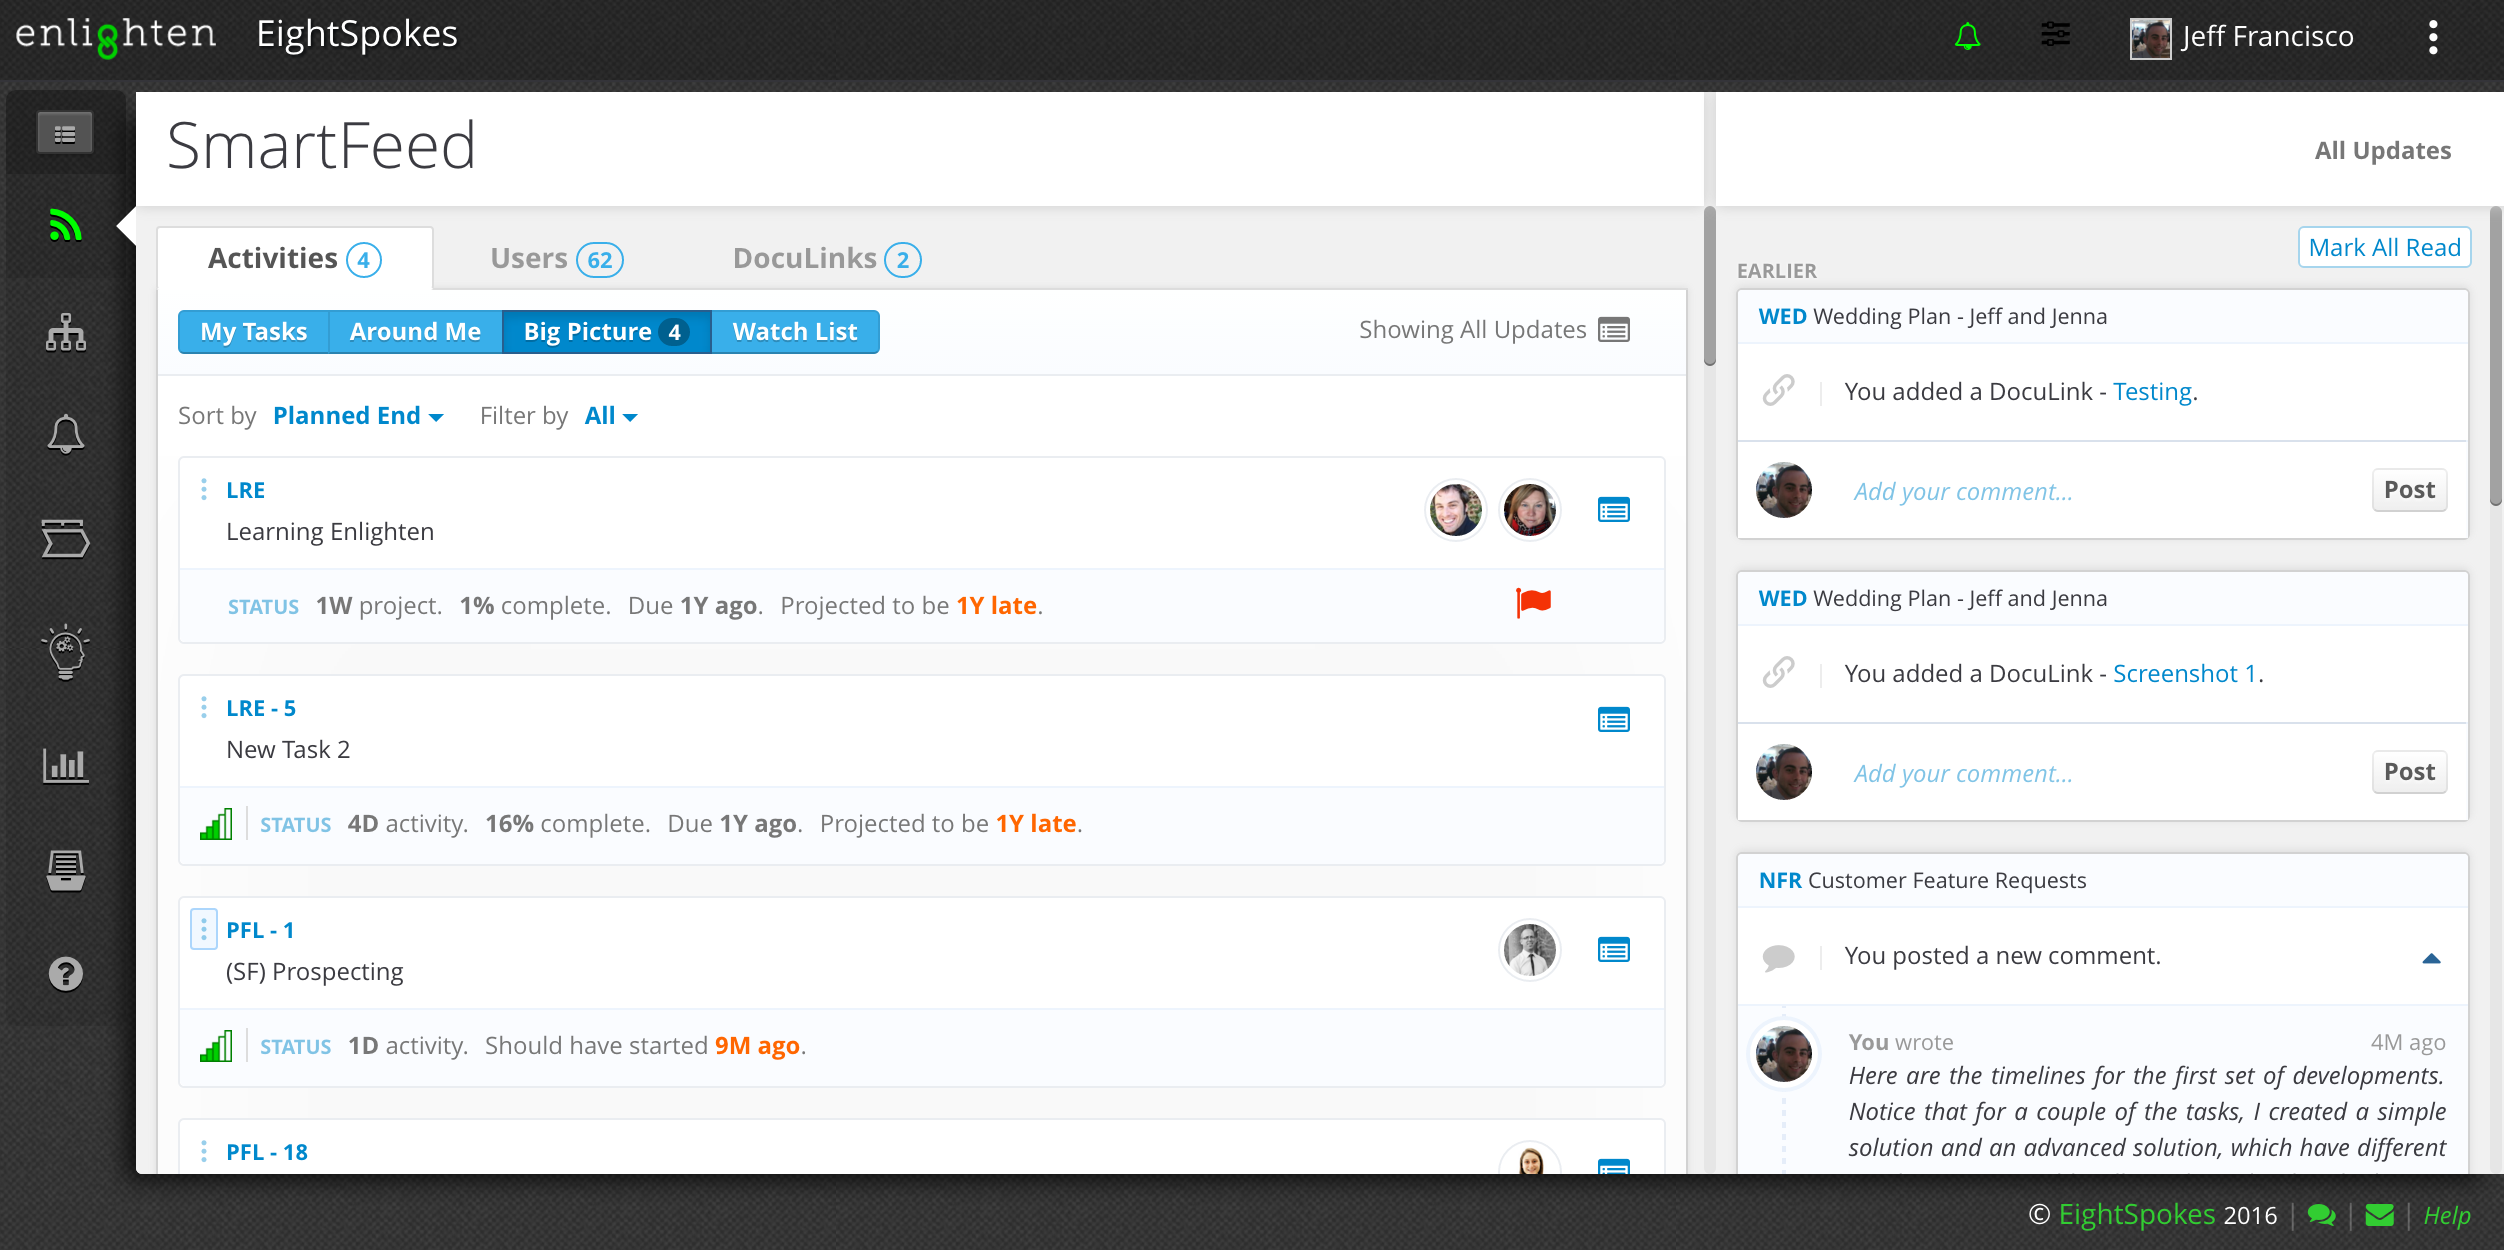 enlighten EightSpokes
Jeff Francisco
SmartFeed
All Updates
Activities 4 Users 62 DocuLinks 2
My Tasks Around Me Big Picture 4 Watch List
Showing All Updates
Sort by Planned End Filter by All
LRE
Learning Enlighten
STATUS 1W project. 1% complete. Due 1Y ago. Projected to be 1Y late.
LRE - 5
New Task 2
STATUS 4D activity. 16% complete. Due 1Y ago. Projected to be 1Y late.
PFL - 1
(SF) Prospecting
STATUS 1D activity. Should have started 9M ago.
PFL - 18
Mark All Read
EARLIER
WED Wedding Plan - Jeff and Jenna
You added a DocuLink - Testing.
Add your comment...
Post
WED Wedding Plan - Jeff and Jenna
You added a DocuLink - Screenshot 1.
Add your comment...
Post
NFR Customer Feature Requests
You posted a new comment.
You wrote 4M ago
Here are the timelines for the first set of developments.
Notice that for a couple of the tasks, I created a simple
solution and an advanced solution, which have different
© EightSpokes 2016 | | | Help